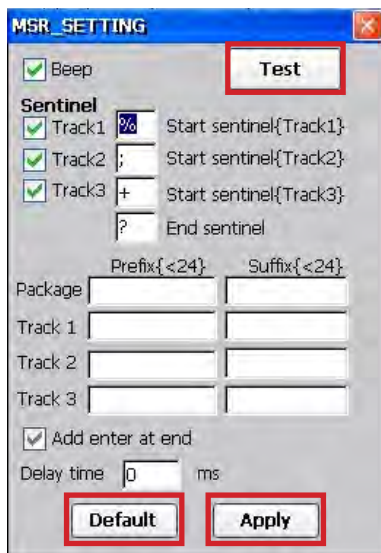 MSR_SETTING
Beep Test
Sentinel
Track1 % Start sentinel{Track1}
Track2 ; Start sentinel{Track2}
Track3 + Start sentinel{Track3}
? End sentinel
Prefix{<24} Suffix{<24}
Package
Track 1
Track 2
Track 3
Add enter at end
Delay time 0 ms
Default Apply